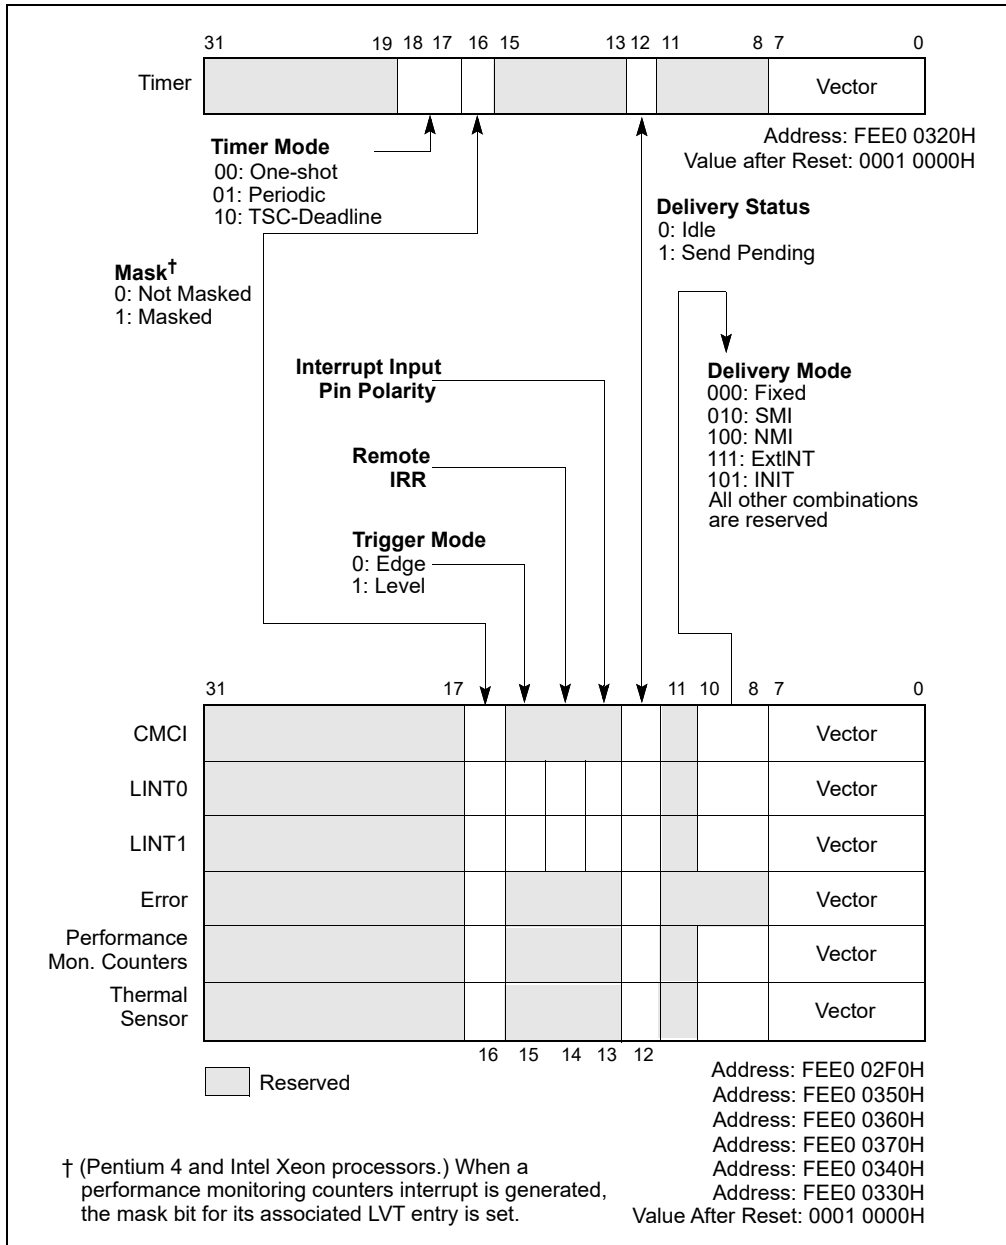 31 19 18 17 16 15 13 12 11 8 7 0
Timer Vector
Address: FEE0 0320H
Value after Reset: 0001 0000H
Timer Mode
00: One-shot
01: Periodic
10: TSC-Deadline
Delivery Status
0: Idle
1: Send Pending
Mask†
0: Not Masked
1: Masked
Interrupt Input
Pin Polarity
Delivery Mode
000: Fixed
010: SMI
100: NMI
111: ExtlNT
101: INIT
All other combinations
are reserved
Remote
IRR
Trigger Mode
0: Edge
1: Level
31 17 11 10 8 7 0
CMCI Vector
LINT0 Vector
LINT1 Vector
Error Vector
Performance
Mon. Counters Vector
Thermal
Sensor Vector
16 15 14 13 12
Reserved
Address: FEE0 02F0H
Address: FEE0 0350H
Address: FEE0 0360H
Address: FEE0 0370H
Address: FEE0 0340H
Address: FEE0 0330H
Value After Reset: 0001 0000H
† (Pentium 4 and Intel Xeon processors.) When a
performance monitoring counters interrupt is generated,
the mask bit for its associated LVT entry is set.